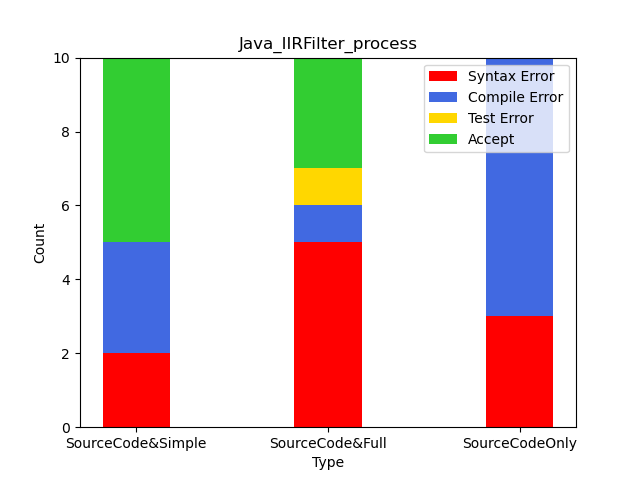 Java_IIRFilter_process
10
8
6
4
2
0
Count
Syntax Error
Compile Error
Test Error
Accept
SourceCode&Simple
SourceCode&Full
SourceCodeOnly
Type